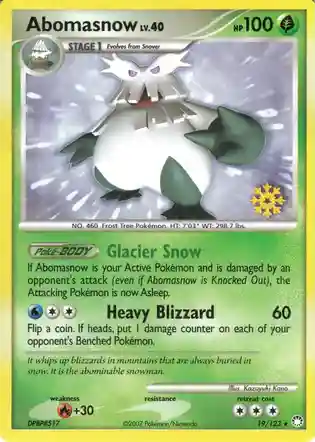 Abomasnow LV.40 HP 100
STAGE 1 Evolves from Snover
NO. 460 Frost Tree Pokémon. HT: 7'03" WT: 298.7 lbs.
Poké-BODY Glacier Snow
If Abomasnow is your Active Pokémon and is damaged by an
opponent's attack (even if Abomasnow is Knocked Out),
the Attacking Pokémon is now Asleep.
Heavy Blizzard 60
Flip a coin. If heads, put 1 damage counter on each of your
opponent's Benched Pokémon.
It whips up blizzards in mountains that are always buried in
snow. It is the abominable snowman.
Illus. Kazuyuki Kano
weakness resistance retreat cost
+30
DPBP#517 ©2007 Pokémon/Nintendo 19/123 ★